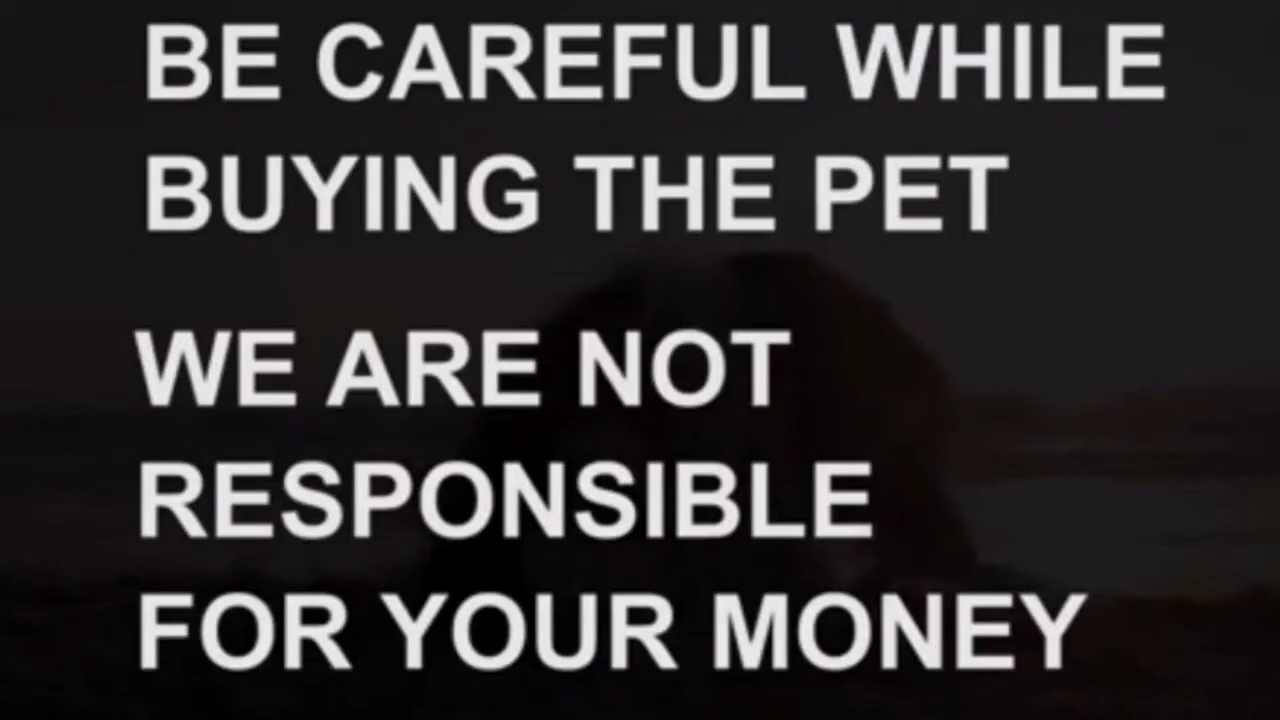 BE CAREFUL WHILE
BUYING THE PET
WE ARE NOT
RESPONSIBLE
FOR YOUR MONEY